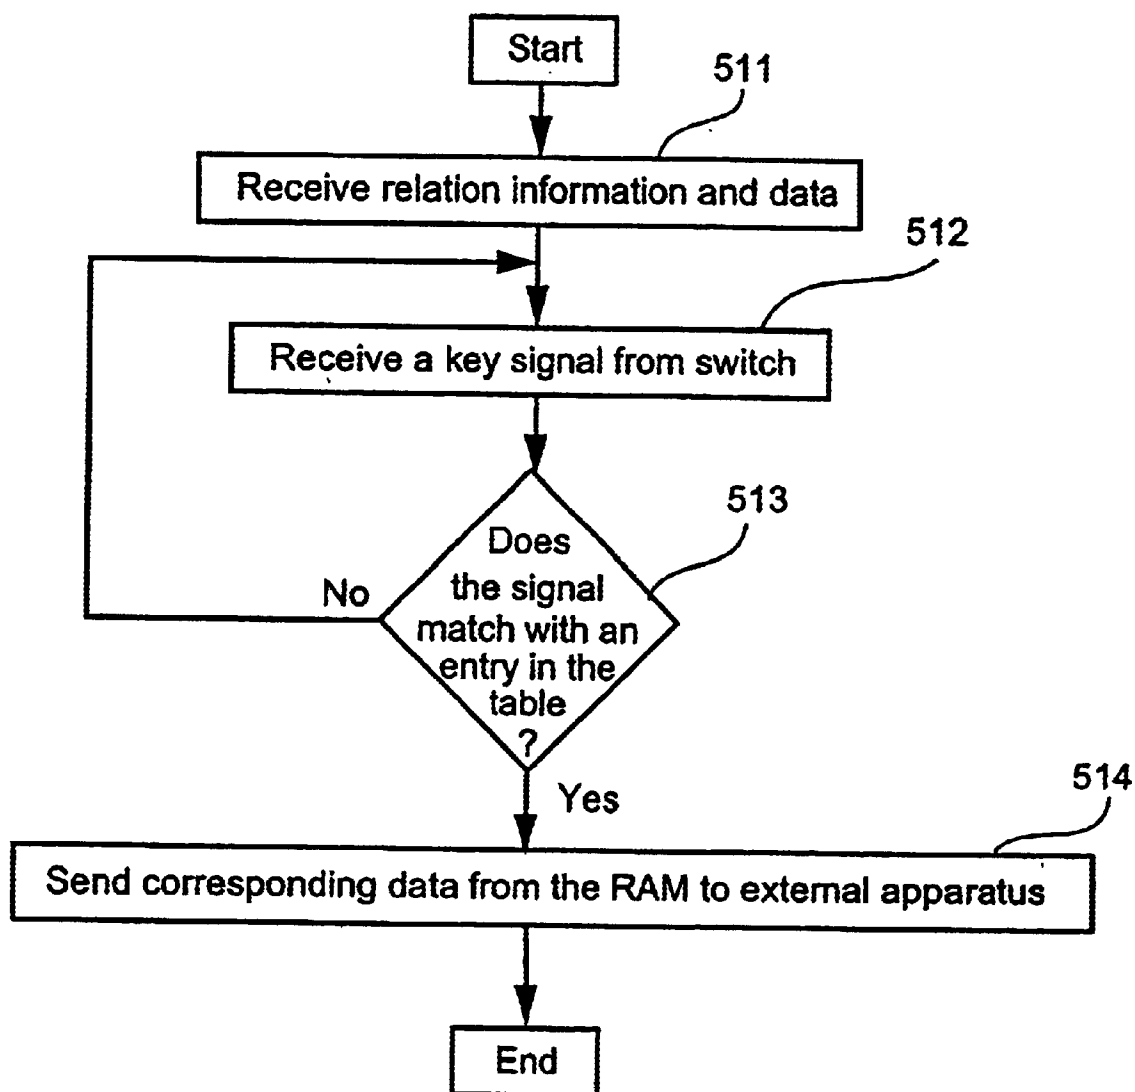 Start
511
Receive relation information and data
512
Receive a key signal from switch
513
Does
the signal
match with an
entry in the
table
?
No
Yes
514
Send corresponding data from the RAM to external apparatus
End